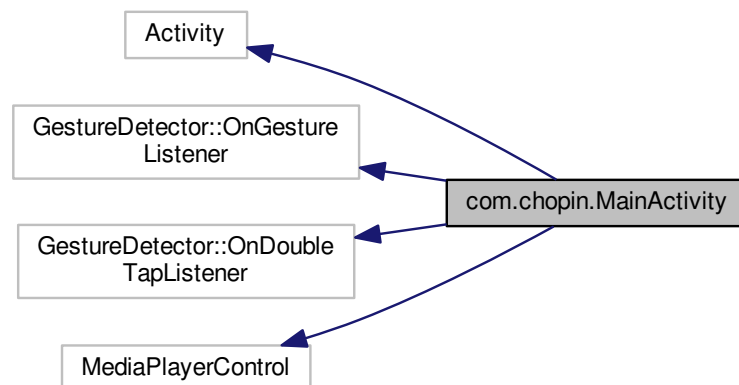 Activity
GestureDetector::OnGesture
Listener
com.chopin.MainActivity
GestureDetector::OnDouble
TapListener
MediaPlayerControl